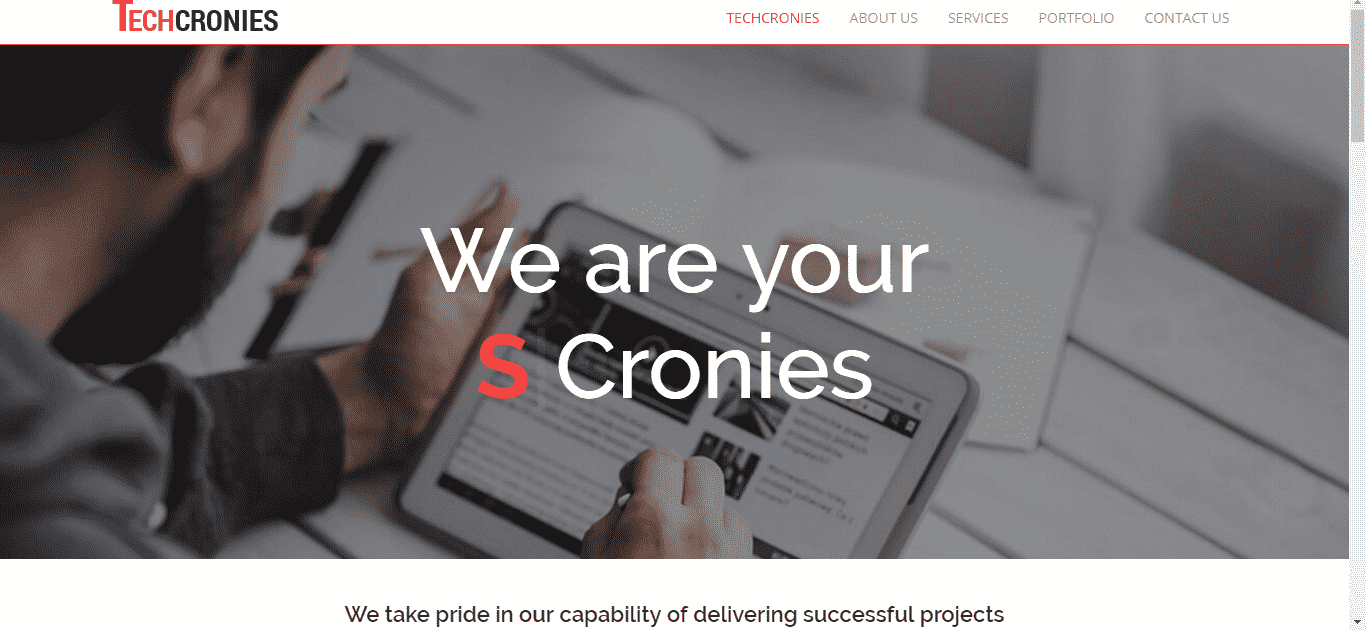 TECHCRONIES
TECHCRONIES ABOUT US SERVICES PORTFOLIO CONTACT US
We are your
S Cronies
We take pride in our capability of delivering successful projects